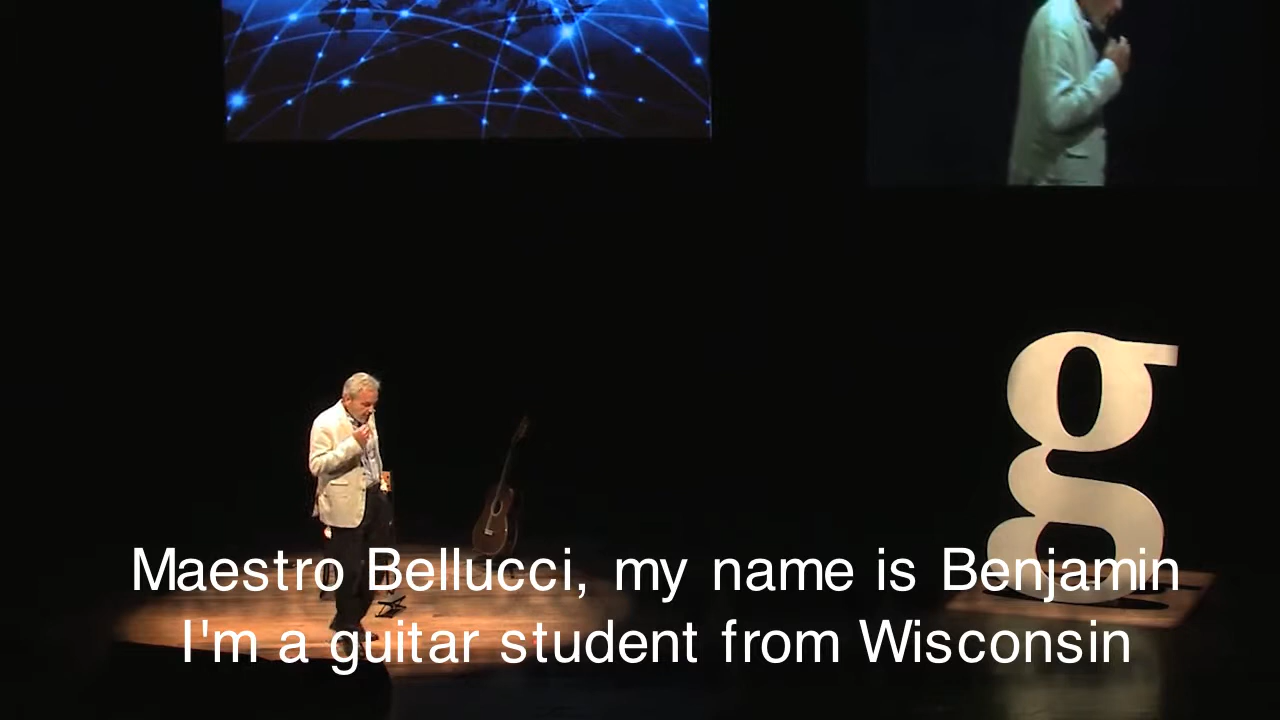 g
Maestro Bellucci, my name is Benjamin
I'm a guitar student from Wisconsin